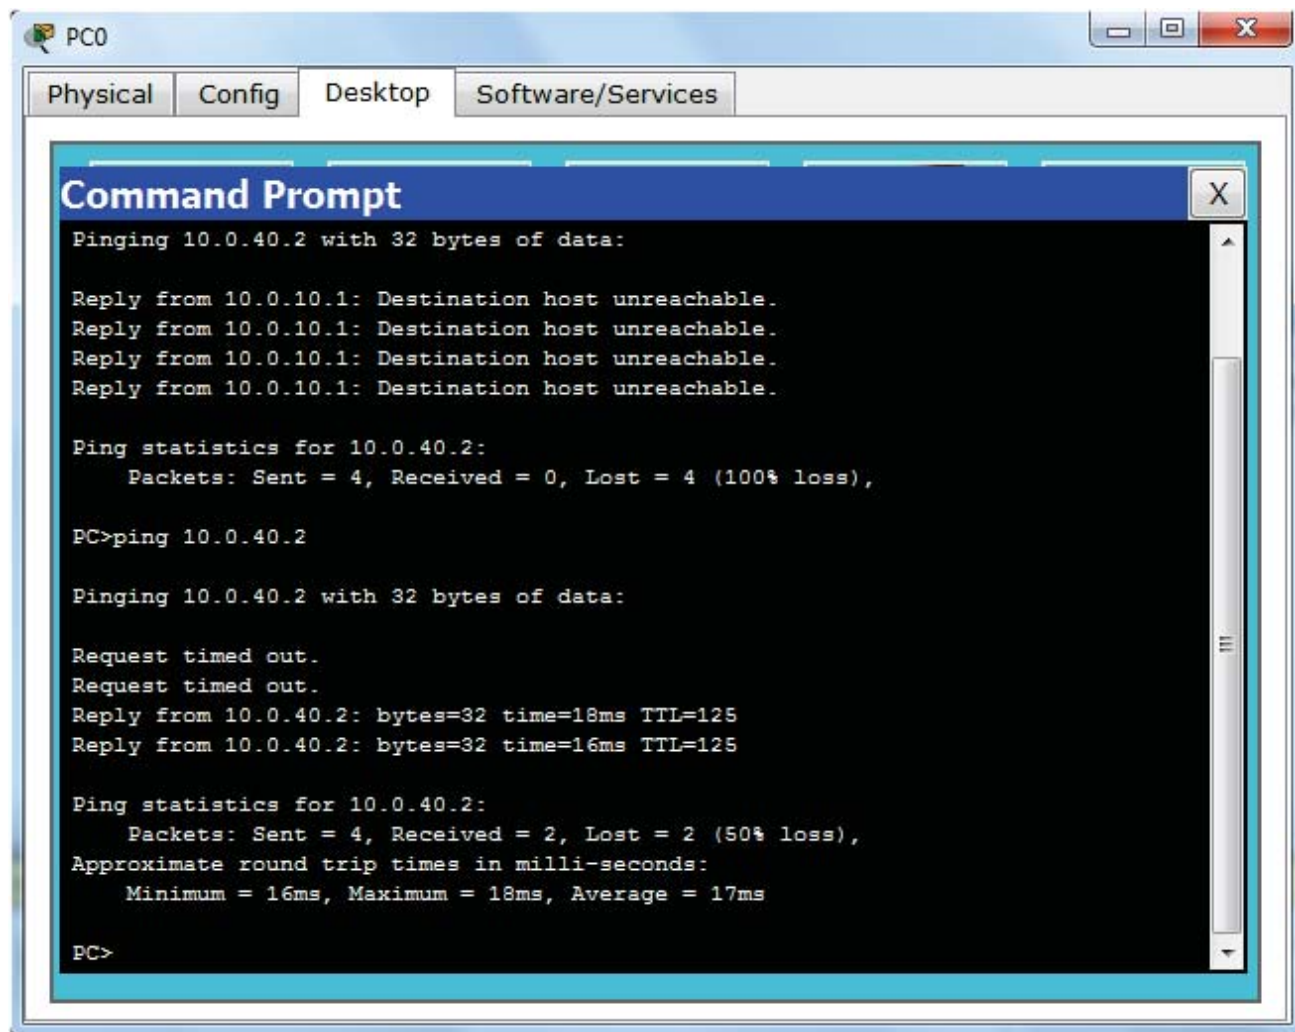 PC0
Physical Config Desktop Software/Services
Command Prompt X
Pinging 10.0.40.2 with 32 bytes of data:
Reply from 10.0.10.1: Destination host unreachable.
Reply from 10.0.10.1: Destination host unreachable.
Reply from 10.0.10.1: Destination host unreachable.
Reply from 10.0.10.1: Destination host unreachable.
Ping statistics for 10.0.40.2:
Packets: Sent = 4, Received = 0, Lost = 4 (100% loss),
PC>ping 10.0.40.2
Pinging 10.0.40.2 with 32 bytes of data:
Request timed out.
Request timed out.
Reply from 10.0.40.2: bytes=32 time=18ms TTL=125
Reply from 10.0.40.2: bytes=32 time=16ms TTL=125
Ping statistics for 10.0.40.2:
Packets: Sent = 4, Received = 2, Lost = 2 (50% loss),
Approximate round trip times in milli-seconds:
Minimum = 16ms, Maximum = 18ms, Average = 17ms
PC>